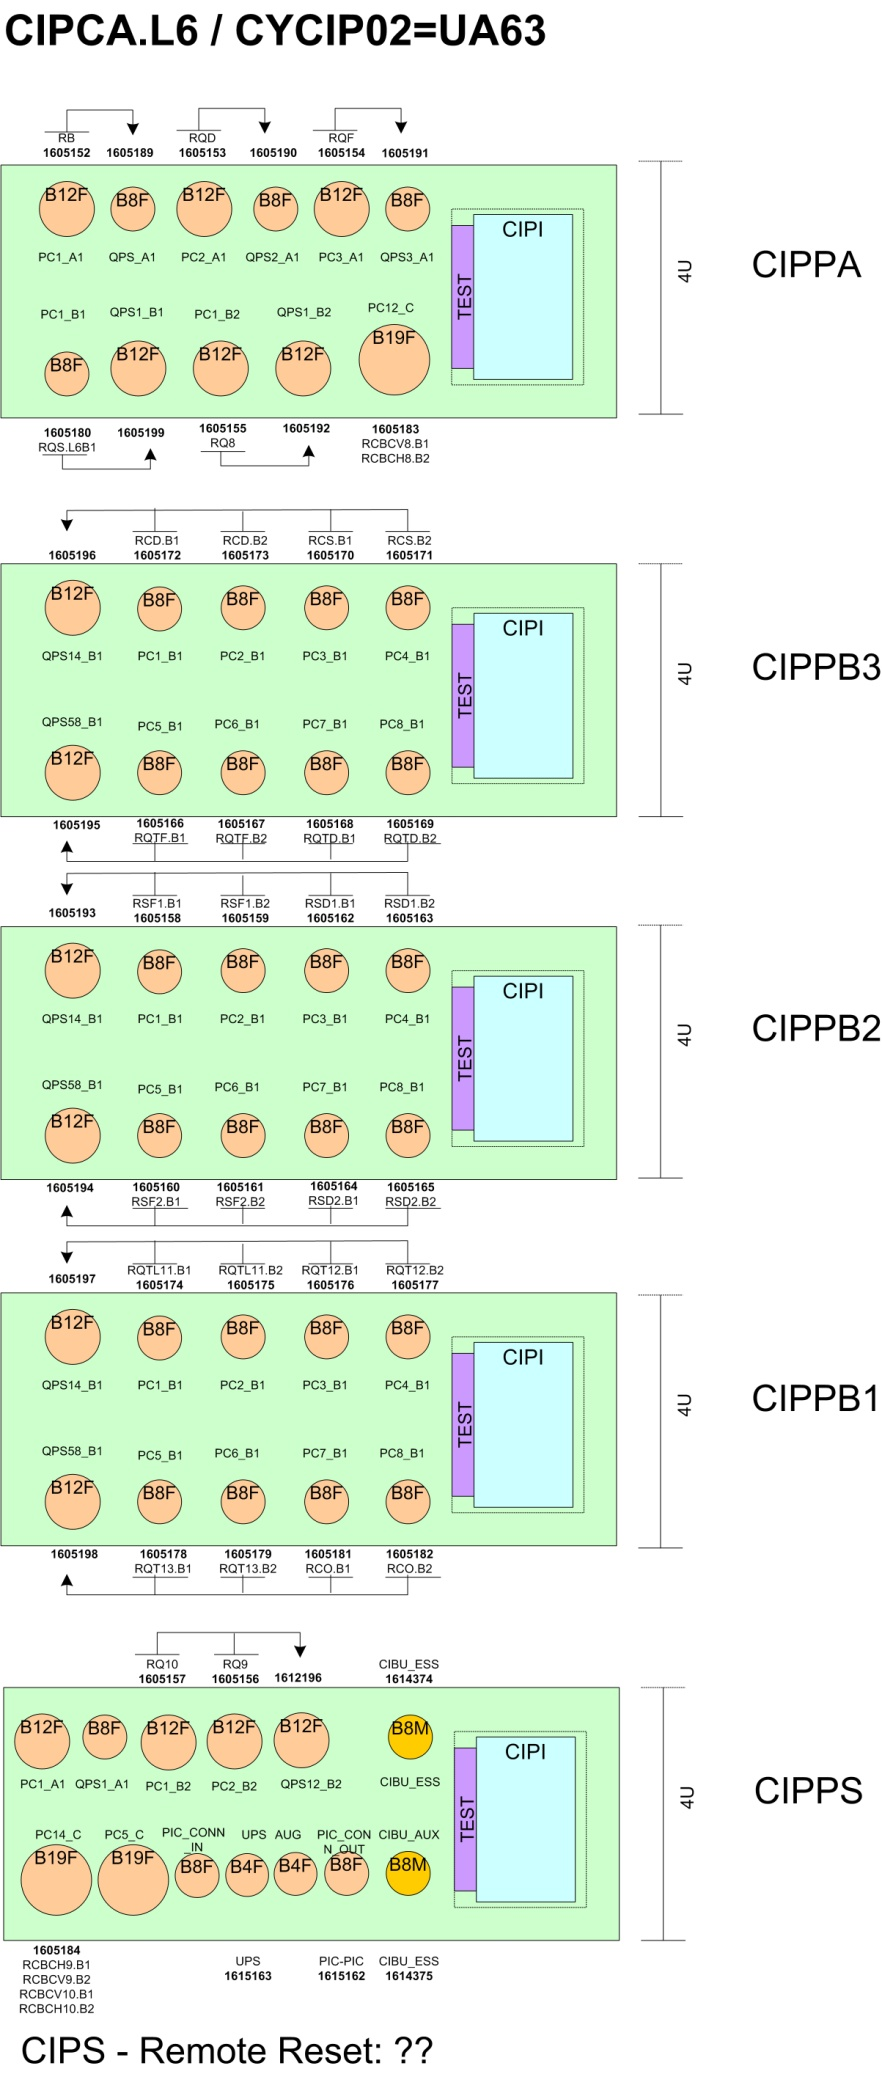 CIPCA.L6 / CYCIP02=UA63
RB RQD RQF
1605152 1605189 1605153 1605190 1605154 1605191
B12F B8F B12F B8F B12F B8F
CIPI
PC1_A1 QPS_A1 PC2_A1 QPS2_A1 PC3_A1 QPS3_A1
TEST
4U
CIPPA
PC1_B1 QPS1_B1 PC1_B2 QPS1_B2 PC12_C
B8F B12F B12F B12F B19F
1605180 1605199 1605155 1605192 1605183
RQS.L6B1 RQ8 RCBCV8.B1
RCBCH8.B2
RCD.B1 RCD.B2 RCS.B1 RCS.B2
1605196 1605172 1605173 1605170 1605171
B12F B8F B8F B8F B8F
CIPI
QPS14_B1 PC1_B1 PC2_B1 PC3_B1 PC4_B1
TEST
4U
CIPPB3
QPS58_B1 PC5_B1 PC6_B1 PC7_B1 PC8_B1
B12F B8F B8F B8F B8F
1605195 1605166 1605167 1605168 1605169
RQTF.B1 RQTF.B2 RQTD.B1 RQTD.B2
RSF1.B1 RSF1.B2 RSD1.B1 RSD1.B2
1605193 1605158 1605159 1605162 1605163
B12F B8F B8F B8F B8F
CIPI
QPS14_B1 PC1_B1 PC2_B1 PC3_B1 PC4_B1
TEST
4U
CIPPB2
QPS58_B1 PC5_B1 PC6_B1 PC7_B1 PC8_B1
B12F B8F B8F B8F B8F
1605194 1605160 1605161 1605164 1605165
RSF2.B1 RSF2.B2 RSD2.B1 RSD2.B2
RQTL11.B1 RQTL11.B2 RQT12.B1 RQT12.B2
1605197 1605174 1605175 1605176 1605177
B12F B8F B8F B8F B8F
CIPI
QPS14_B1 PC1_B1 PC2_B1 PC3_B1 PC4_B1
TEST
4U
CIPPB1
QPS58_B1 PC5_B1 PC6_B1 PC7_B1 PC8_B1
B12F B8F B8F B8F B8F
1605198 1605178 1605179 1605181 1605182
RQT13.B1 RQT13.B2 RCO.B1 RCO.B2
RQ10 RQ9 CIBU_ESS
1605157 1605156 1612196 1614374
B12F B8F B12F B12F B12F B8M
CIPI
PC1_A1 QPS1_A1 PC1_B2 PC2_B2 QPS12_B2 CIBU_ESS
TEST
4U
CIPPS
PC14_C PC5_C PIC_CONN UPS AUG PIC_CON CIBU_AUX
_IN N_OUT
B19F B19F B8F B4F B4F B8F B8M
1605184
RCBCH9.B1 UPS PIC-PIC CIBU_ESS
RCBCV9.B2 1615163 1615162 1614375
RCBCV10.B1
RCBCH10.B2
CIPS - Remote Reset: ??